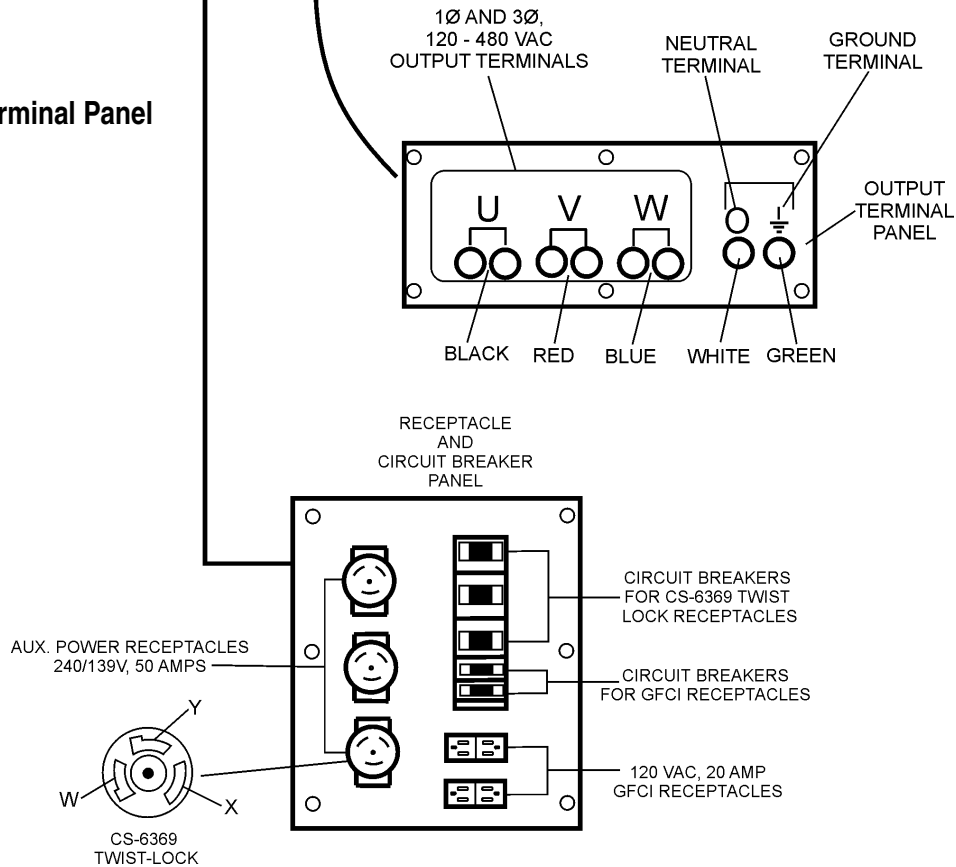 1Ø AND 3Ø,
120 - 480 VAC
OUTPUT TERMINALS
NEUTRAL
TERMINAL
GROUND
TERMINAL
rminal Panel
OUTPUT
TERMINAL
PANEL
U V W O
BLACK RED BLUE WHITE GREEN
RECEPTACLE
AND
CIRCUIT BREAKER
PANEL
CIRCUIT BREAKERS
FOR CS-6369 TWIST
LOCK RECEPTACLES
AUX. POWER RECEPTACLES
240/139V, 50 AMPS
CIRCUIT BREAKERS
FOR GFCI RECEPTACLES
120 VAC, 20 AMP
GFCI RECEPTACLES
Y
W
X
CS-6369
TWIST-LOCK